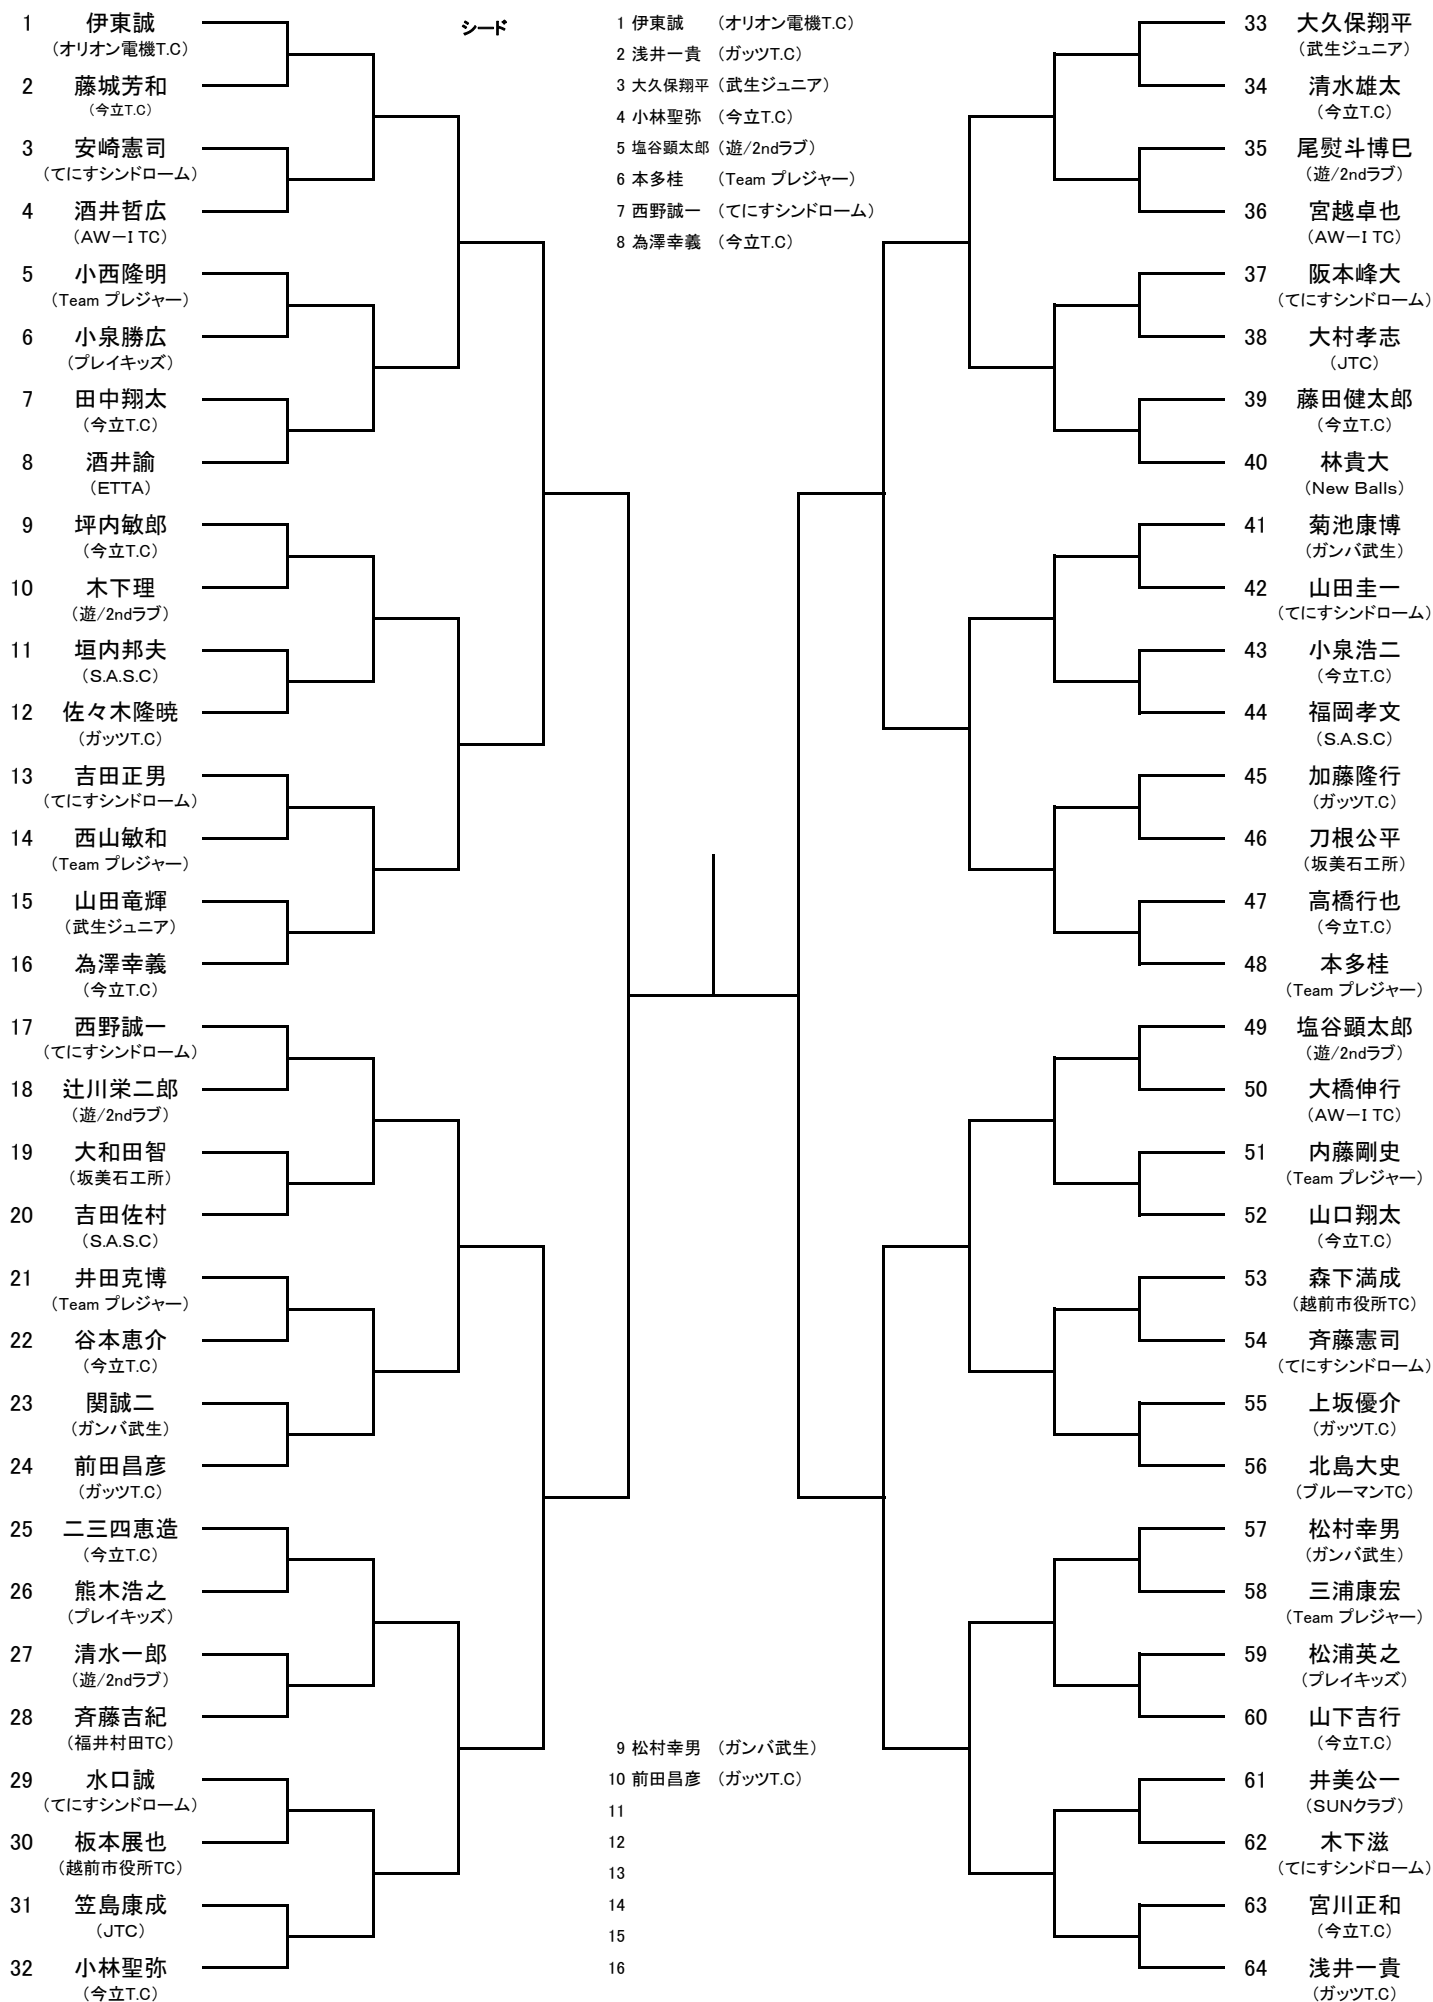 1 伊東誠
(オリオン電機T.C)
2 藤城芳和
(今立T.C)
3 安崎憲司
(てにすシンドローム)
4 酒井哲広
(AW－I TC)
5 小西隆明
(Team プレジャー)
6 小泉勝広
(プレイキッズ)
7 田中翔太
(今立T.C)
8 酒井諭
(ETTA)
9 坪内敏郎
(今立T.C)
10 木下理
(遊/2ndラブ)
11 垣内邦夫
(S.A.S.C)
12 佐々木隆暁
(ガッツT.C)
13 吉田正男
(てにすシンドローム)
14 西山敏和
(Team プレジャー)
15 山田竜輝
(武生ジュニア)
16 為澤幸義
(今立T.C)
17 西野誠一
(てにすシンドローム)
18 辻川栄二郎
(遊/2ndラブ)
19 大和田智
(坂美石工所)
20 吉田佐村
(S.A.S.C)
21 井田克博
(Team プレジャー)
22 谷本恵介
(今立T.C)
23 関誠二
(ガンバ武生)
24 前田昌彦
(ガッツT.C)
25 二三四恵造
(今立T.C)
26 熊木浩之
(プレイキッズ)
27 清水一郎
(遊/2ndラブ)
28 斉藤吉紀
(福井村田TC)
29 水口誠
(てにすシンドローム)
30 板本展也
(越前市役所TC)
31 笠島康成
(JTC)
32 小林聖弥
(今立T.C)
シード
1 伊東誠 (オリオン電機T.C)
2 浅井一貴 (ガッツT.C)
3 大久保翔平 (武生ジュニア)
4 小林聖弥 (今立T.C)
5 塩谷顕太郎 (遊/2ndラブ)
6 本多桂 (Team プレジャー)
7 西野誠一 (てにすシンドローム)
8 為澤幸義 (今立T.C)
9 松村幸男 (ガンバ武生)
10 前田昌彦 (ガッツT.C)
11
12
13
14
15
16
33 大久保翔平
(武生ジュニア)
34 清水雄太
(今立T.C)
35 尾熨斗博巳
(遊/2ndラブ)
36 宮越卓也
(AW－I TC)
37 阪本峰大
(てにすシンドローム)
38 大村孝志
(JTC)
39 藤田健太郎
(今立T.C)
40 林貴大
(New Balls)
41 菊池康博
(ガンバ武生)
42 山田圭一
(てにすシンドローム)
43 小泉浩二
(今立T.C)
44 福岡孝文
(S.A.S.C)
45 加藤隆行
(ガッツT.C)
46 刀根公平
(坂美石工所)
47 高橋行也
(今立T.C)
48 本多桂
(Team プレジャー)
49 塩谷顕太郎
(遊/2ndラブ)
50 大橋伸行
(AW－I TC)
51 内藤剛史
(Team プレジャー)
52 山口翔太
(今立T.C)
53 森下満成
(越前市役所TC)
54 斉藤憲司
(てにすシンドローム)
55 上坂優介
(ガッツT.C)
56 北島大史
(ブルーマンTC)
57 松村幸男
(ガンバ武生)
58 三浦康宏
(Team プレジャー)
59 松浦英之
(プレイキッズ)
60 山下吉行
(今立T.C)
61 井美公一
(SUNクラブ)
62 木下滋
(てにすシンドローム)
63 宮川正和
(今立T.C)
64 浅井一貴
(ガッツT.C)